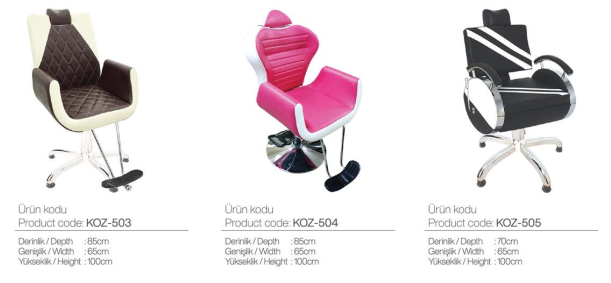 Ürün kodu
Product code: KOZ-503
Derinlik / Depth : 85cm
Genişlik / Width : 65cm
Yükseklik / Height : 100cm
Ürün kodu
Product code: KOZ-504
Derinlik / Depth : 85cm
Genişlik / Width : 65cm
Yükseklik / Height : 100cm
Ürün kodu
Product code: KOZ-505
Derinlik / Depth : 70cm
Genişlik / Width : 65cm
Yükseklik / Height : 100cm